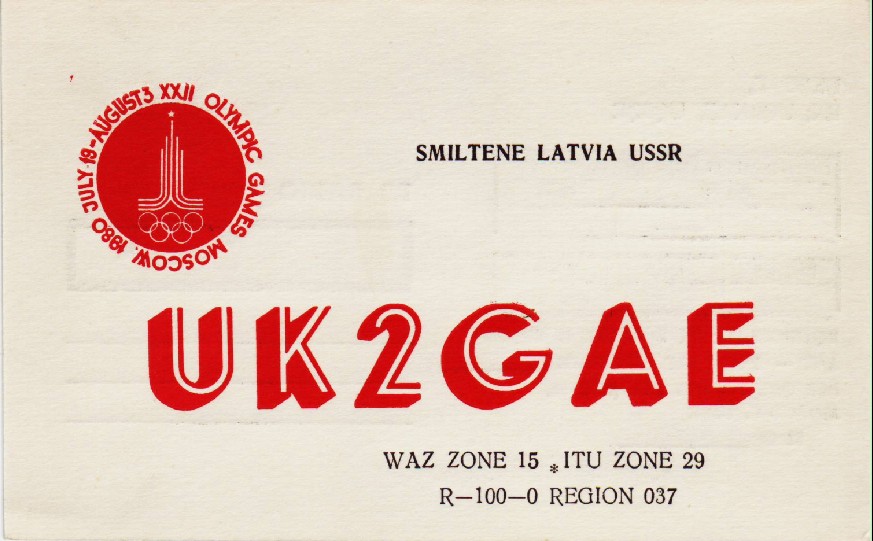 XXII OLYMPIC GAMES MOSCOW. 1980 JULY 19-AUGUST 3
SMILTENE LATVIA USSR
UK2GAE
WAZ ZONE 15 * ITU ZONE 29
R—100—O REGION 037